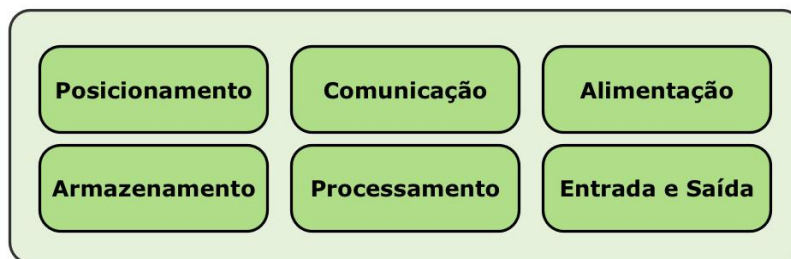 Posicionamento
Comunicação
Alimentação
Armazenamento
Processamento
Entrada e Saída